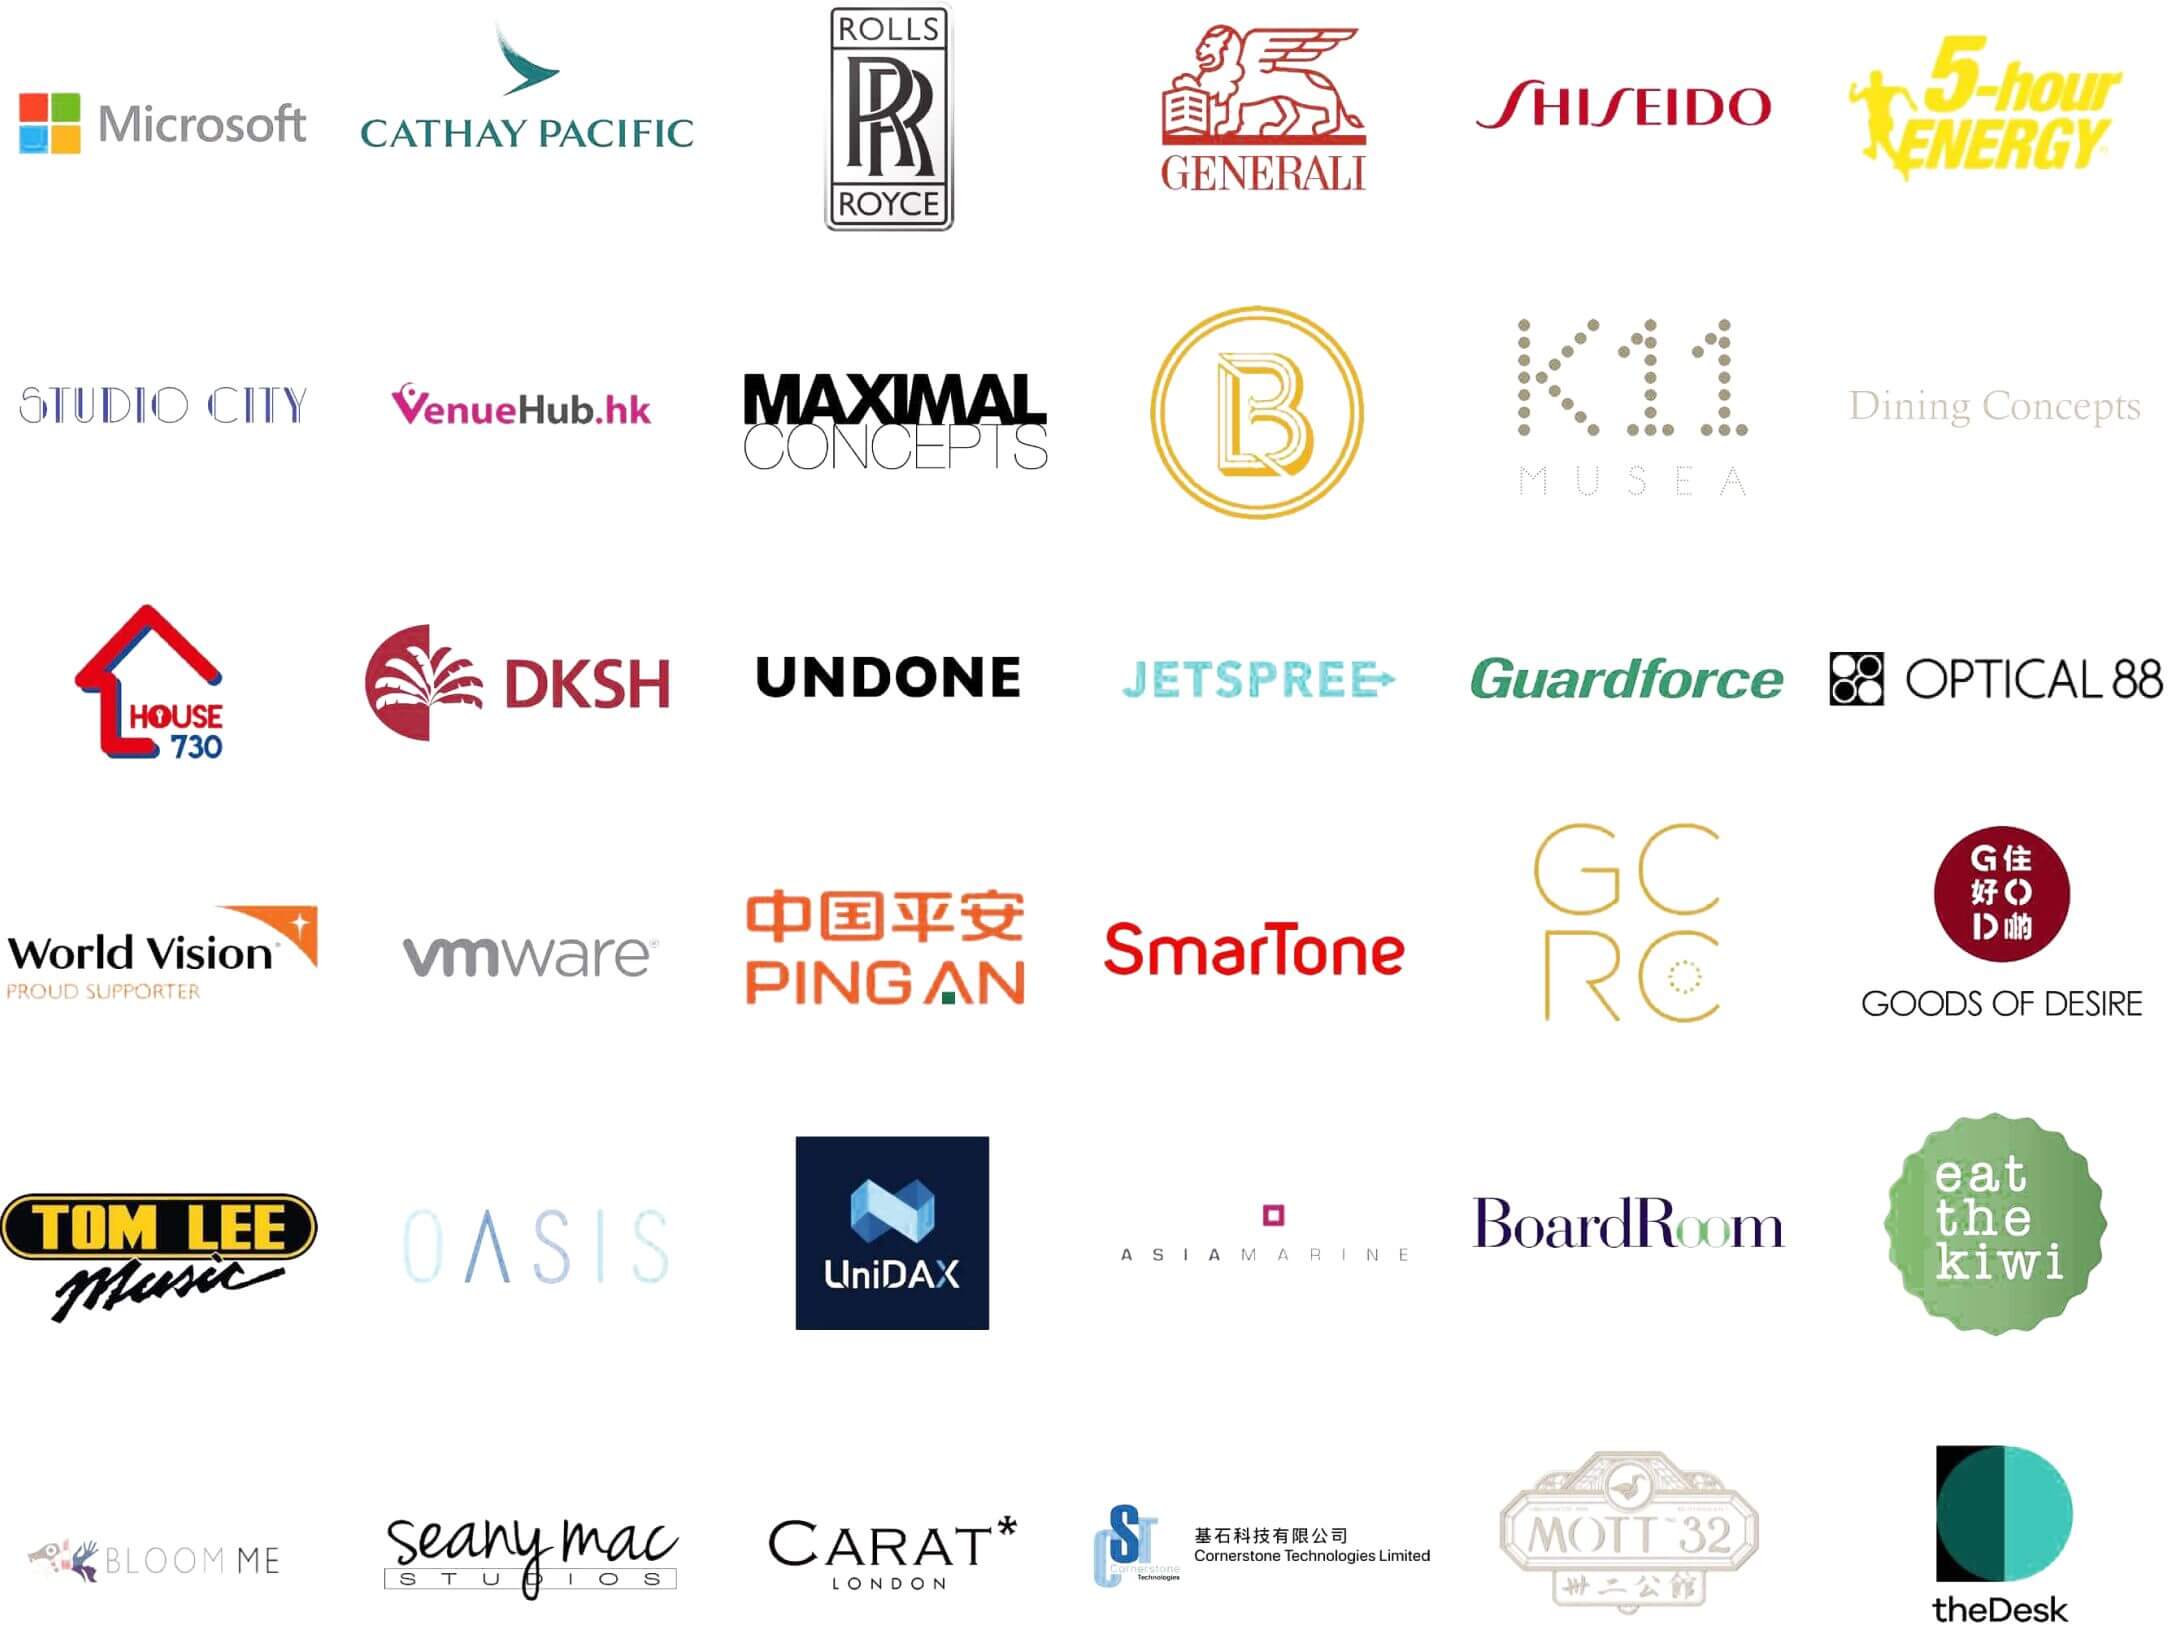 Microsoft
CATHAY PACIFIC
ROLLS
RR
ROYCE
GENERALI
SHISEIDO
5-hour
ENERGY
STUDIO CITY
VenueHub.hk
MAXIMAL
CONCEPTS
B
K11
MUSEA
Dining Concepts
HOUSE
730
DKSH
UNDONE
JETSPREE
Guardforce
OPTICAL 88
World Vision
PROUD SUPPORTER
vmware®
中国平安
PING AN
SmarTone
GC
RC
G住
好O
D啲
GOODS OF DESIRE
TOM LEE
Music
OASIS
UniDAX
ASIAMARINE
BoardRoom
eat
the
kiwi
BLOOM ME
seany mac
STUDIOS
CARAT*
LONDON
CST
Cornerstone
Technologies
基石科技有限公司
Cornerstone Technologies Limited
MOTT 32
卅二公館
theDesk